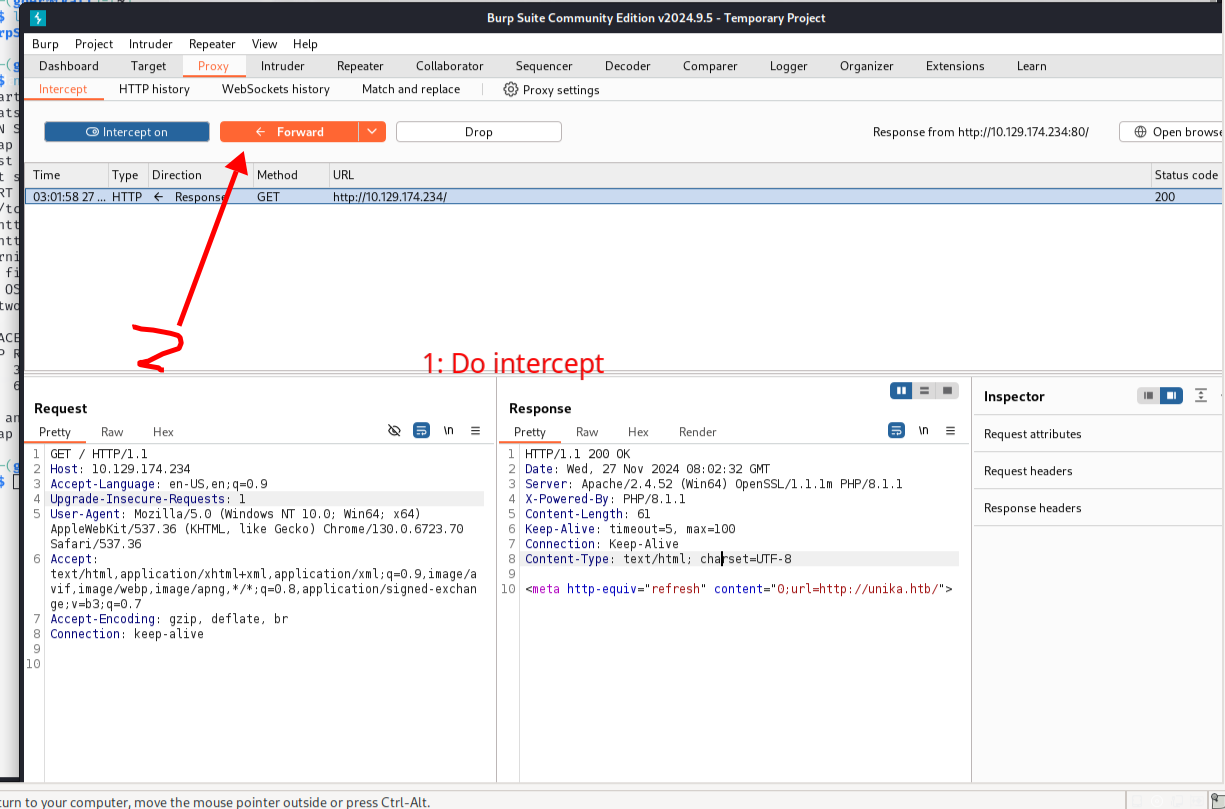 Burp Suite Community Edition v2024.9.5 - Temporary Project
Burp Project Intruder Repeater View Help
Dashboard Target Proxy Intruder Repeater Collaborator Sequencer Decoder Comparer Logger Organizer Extensions Learn
Intercept HTTP history WebSockets history Match and replace Proxy settings
Intercept on Forward Drop Response from http://10.129.174.234:80/ Open browse
Time Type Direction Method URL Status code
03:01:58 27 ... HTTP ← Response GET http://10.129.174.234/ 200
2
1: Do intercept
Request
Pretty Raw Hex \n
1 GET / HTTP/1.1
2 Host: 10.129.174.234
3 Accept-Language: en-US,en;q=0.9
4 Upgrade-Insecure-Requests: 1
5 User-Agent: Mozilla/5.0 (Windows NT 10.0; Win64; x64)
AppleWebKit/537.36 (KHTML, like Gecko) Chrome/130.0.6723.70
Safari/537.36
6 Accept:
text/html,application/xhtml+xml,application/xml;q=0.9,image/a
vif,image/webp,image/apng,*/*;q=0.8,application/signed-exchan
ge;v=b3;q=0.7
7 Accept-Encoding: gzip, deflate, br
8 Connection: keep-alive
9
10
Response
Pretty Raw Hex Render \n
1 HTTP/1.1 200 OK
2 Date: Wed, 27 Nov 2024 08:02:32 GMT
3 Server: Apache/2.4.52 (Win64) OpenSSL/1.1.1m PHP/8.1.1
4 X-Powered-By: PHP/8.1.1
5 Content-Length: 61
6 Keep-Alive: timeout=5, max=100
7 Connection: Keep-Alive
8 Content-Type: text/html; charset=UTF-8
9
10 <meta http-equiv="refresh" content="0;url=http://unika.htb/">
Inspector
Request attributes
Request headers
Response headers
turn to your computer, move the mouse pointer outside or press Ctrl-Alt.